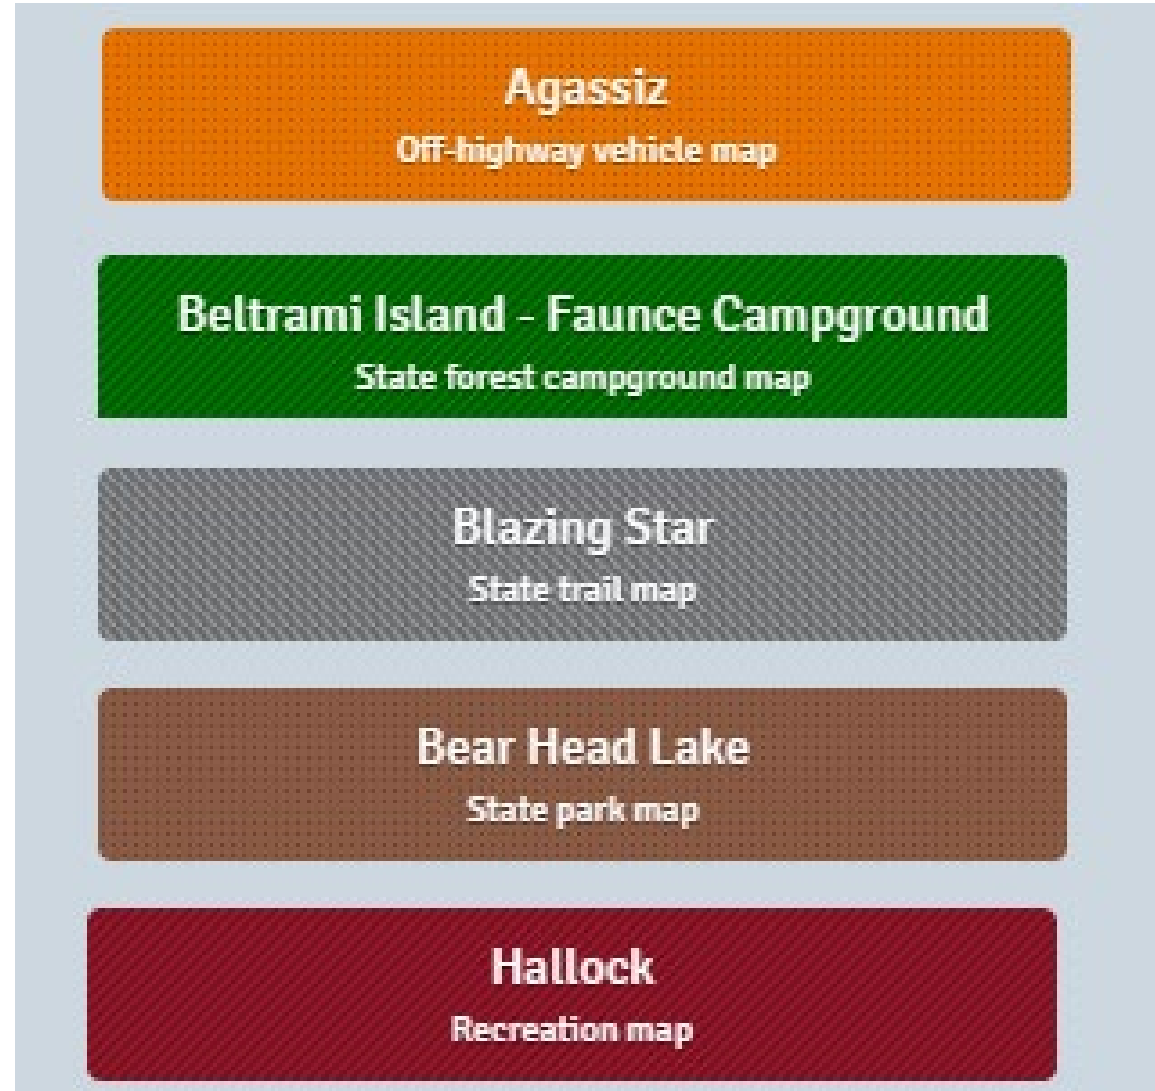 Agassiz
Off-highway vehicle map
Beltrami Island - Faunce Campground
State forest campground map
Blazing Star
State trail map
Bear Head Lake
State park map
Hallock
Recreation map